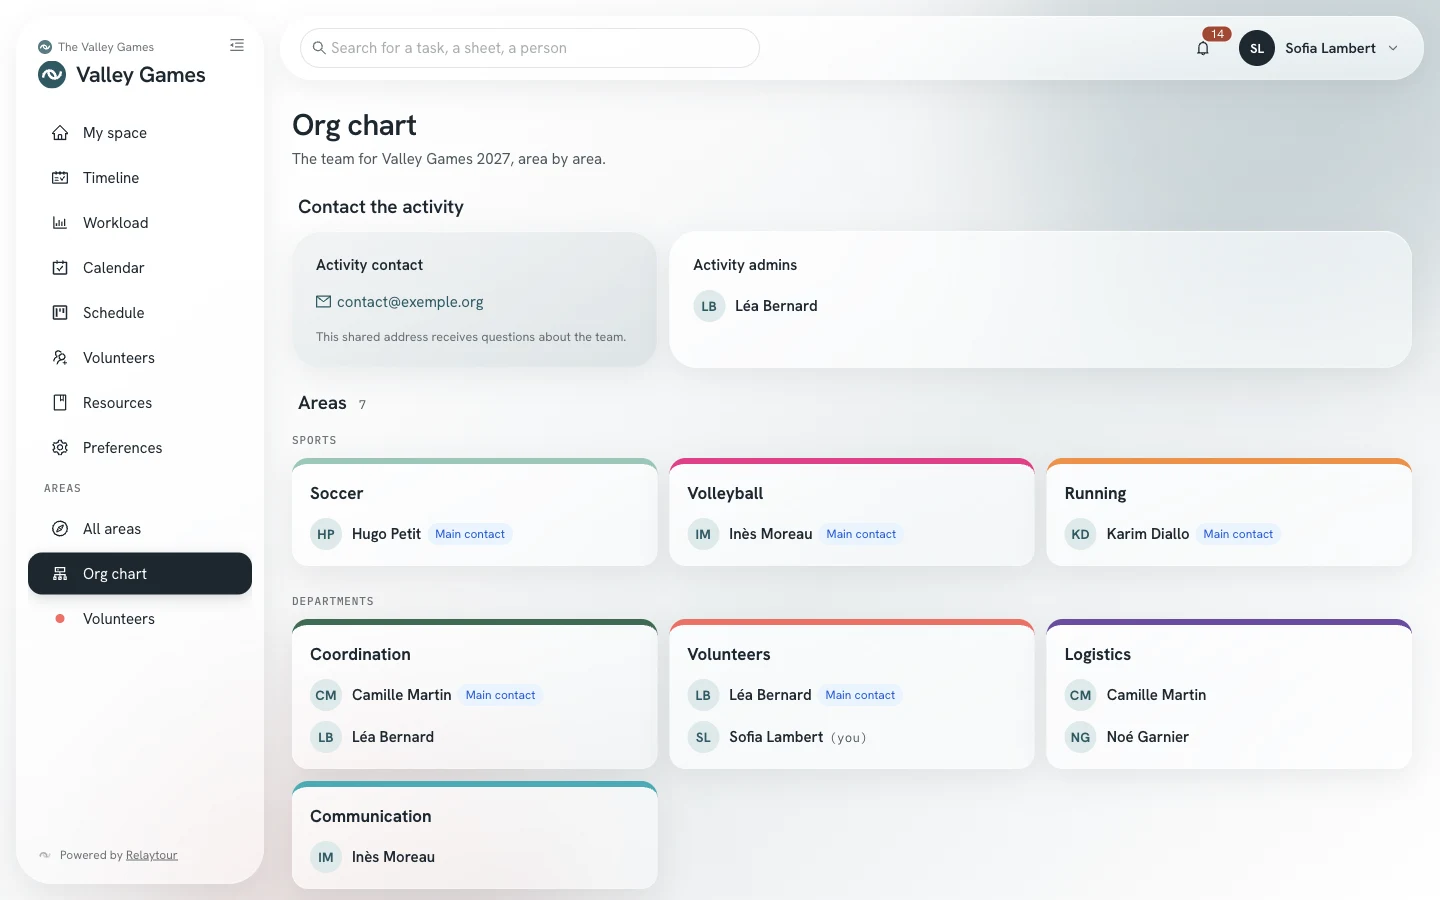 The Valley Games
Valley Games
My space
Timeline
Workload
Calendar
Schedule
Volunteers
Resources
Preferences
AREAS
All areas
Org chart
Volunteers
Powered by Relaytour
Search for a task, a sheet, a person
14
SL
Sofia Lambert
Org chart
The team for Valley Games 2027, area by area.
Contact the activity
Activity contact
contact@exemple.org
This shared address receives questions about the team.
Activity admins
LB Léa Bernard
Areas 7
SPORTS
Soccer
HP Hugo Petit Main contact
Volleyball
IM Inès Moreau Main contact
Running
KD Karim Diallo Main contact
DEPARTMENTS
Coordination
CM Camille Martin Main contact
LB Léa Bernard
Volunteers
LB Léa Bernard Main contact
SL Sofia Lambert (you)
Logistics
CM Camille Martin
NG Noé Garnier
Communication
IM Inès Moreau